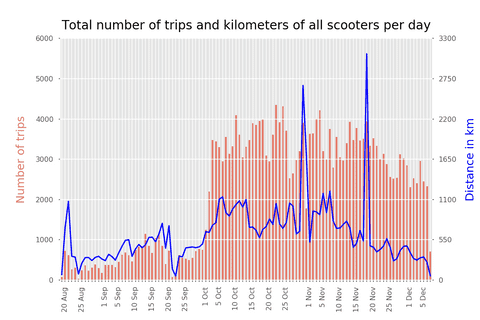 Total number of trips and kilometers of all scooters per day
Number of trips
6000
5000
4000
3000
2000
1000
0
3300
2750
2200
1650
1100
550
0
Distance in km
20 Aug
25 Aug
1 Sep
5 Sep
10 Sep
15 Sep
20 Sep
25 Sep
1 Oct
5 Oct
10 Oct
15 Oct
20 Oct
25 Oct
1 Nov
5 Nov
10 Nov
15 Nov
20 Nov
25 Nov
1 Dec
5 Dec